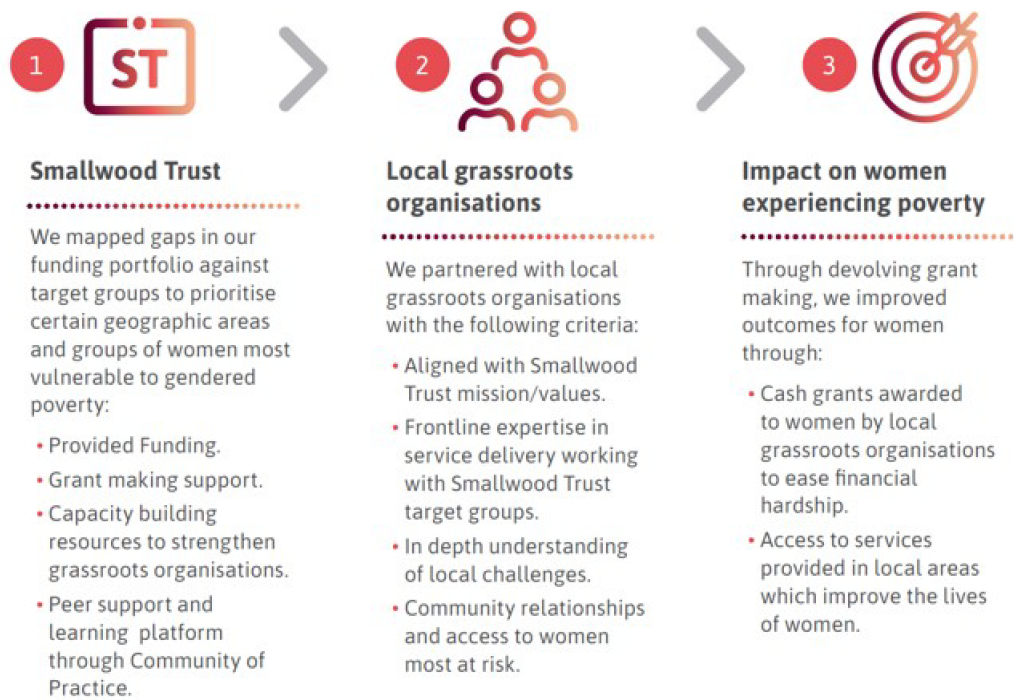 1
ST
2
3
Smallwood Trust
We mapped gaps in our
funding portfolio against
target groups to prioritise
certain geographic areas
and groups of women most
vulnerable to gendered
poverty:
• Provided Funding.
• Grant making support.
• Capacity building
resources to strengthen
grassroots organisations.
• Peer support and
learning platform
through Community of
Practice.
Local grassroots
organisations
We partnered with local
grassroots organisations
with the following criteria:
• Aligned with Smallwood
Trust mission/values.
• Frontline expertise in
service delivery working
with Smallwood Trust
target groups.
• In depth understanding
of local challenges.
• Community relationships
and access to women
most at risk.
Impact on women
experiencing poverty
Through devolving grant
making, we improved
outcomes for women
through:
• Cash grants awarded
to women by local
grassroots organisations
to ease financial
hardship.
• Access to services
provided in local areas
which improve the lives
of women.